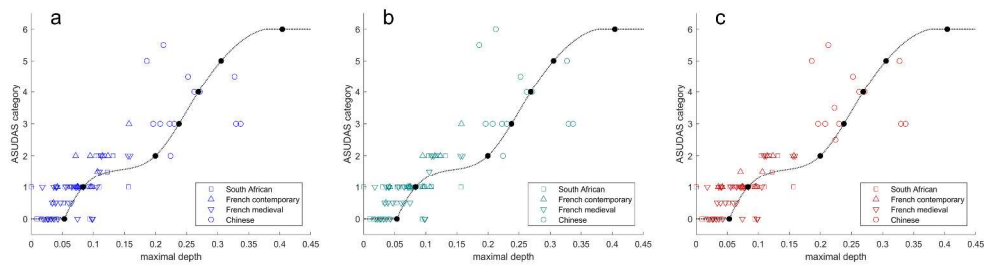 a
6
5
4
3
2
1
0
ASUDAS category
South African
French contemporary
French medieval
Chinese
0 0.05 0.1 0.15 0.2 0.25 0.3 0.35 0.4 0.45
maximal depth
b
6
5
4
3
2
1
0
ASUDAS category
South African
French contemporary
French medieval
Chinese
0 0.05 0.1 0.15 0.2 0.25 0.3 0.35 0.4 0.45
maximal depth
c
6
5
4
3
2
1
0
ASUDAS category
South African
French contemporary
French medieval
Chinese
0 0.05 0.1 0.15 0.2 0.25 0.3 0.35 0.4 0.45
maximal depth